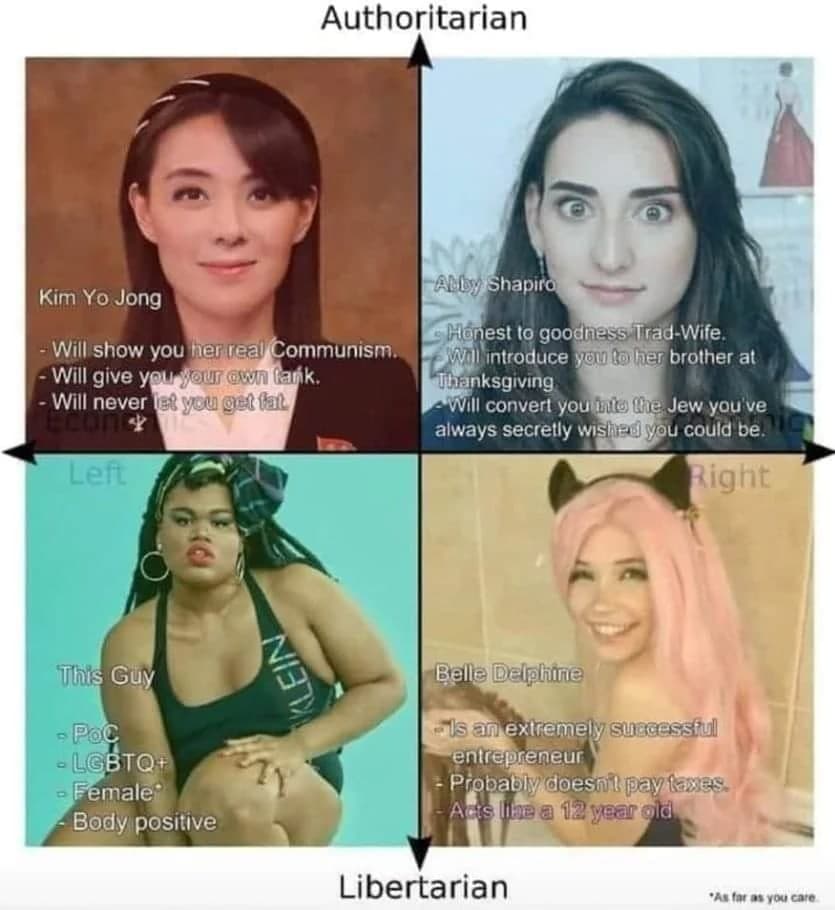 Authoritarian
Kim Yo Jong
- Will show you her real Communism.
- Will give you your own tank.
- Will never let you get fat.
Abby Shapiro
- Honest to goodness Trad-Wife.
- Will introduce you to her brother at
Thanksgiving
- Will convert you into the Jew you've
always secretly wished you could be.
Economic
Left
Right
This Guy
- PoC
- LGBTQ+
- Female*
- Body positive
KLEIN
Belle Delphine
- Is an extremely successful
entrepreneur
- Probably doesn't pay taxes.
- Acts like a 12 year old.
Libertarian
*As far as you care.